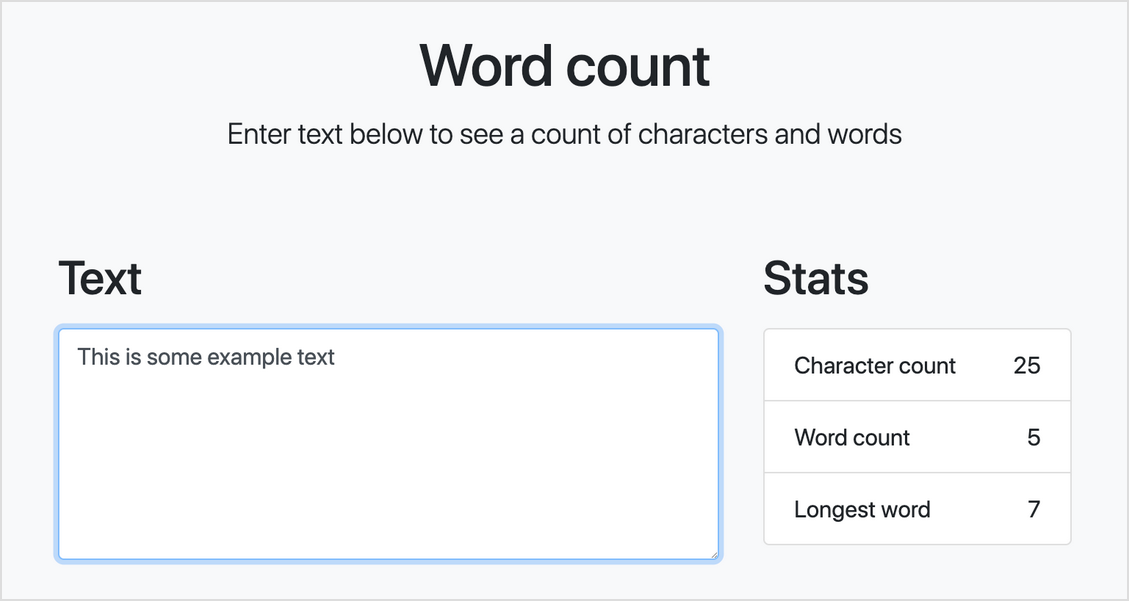 Word count
Enter text below to see a count of characters and words
Text
This is some example text
Stats
Character count 25
Word count 5
Longest word 7